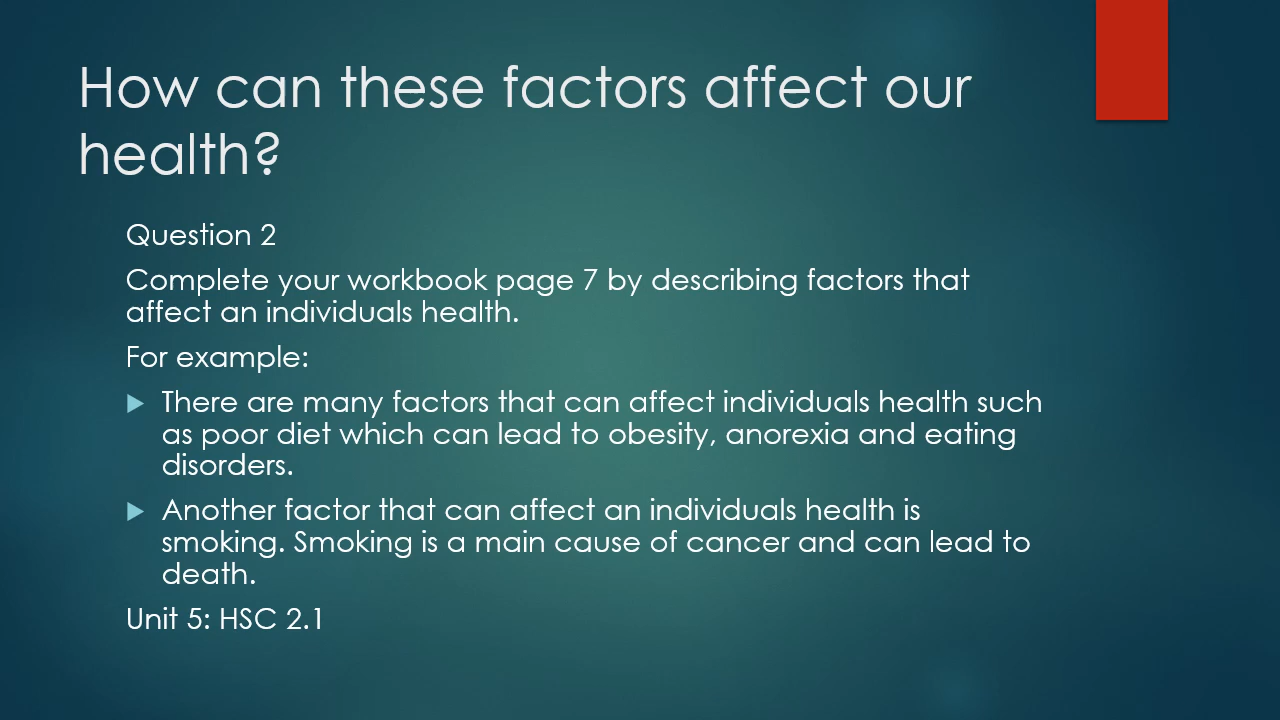 How can these factors affect our
health?
Question 2
Complete your workbook page 7 by describing factors that
affect an individuals health.
For example:
There are many factors that can affect individuals health such
as poor diet which can lead to obesity, anorexia and eating
disorders.
Another factor that can affect an individuals health is
smoking. Smoking is a main cause of cancer and can lead to
death.
Unit 5: HSC 2.1